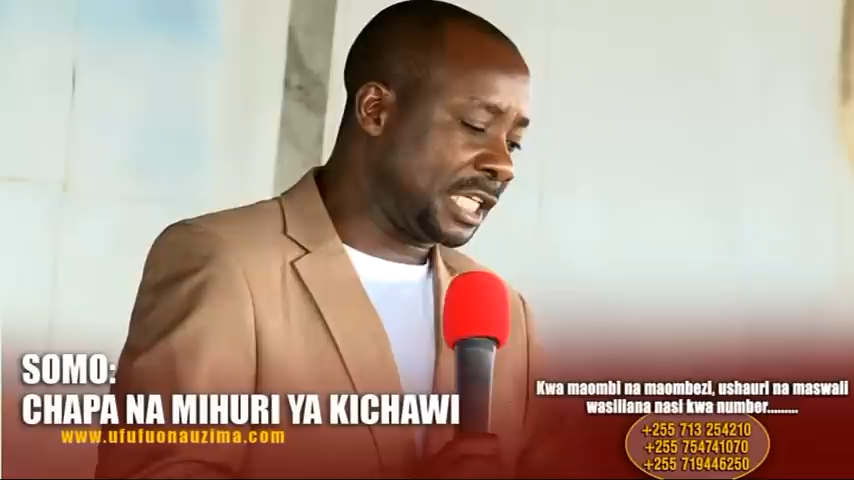 SOMO:
CHAPA NA MIHURI YA KICHAWI
www.ufufuonauzima.com
Kwa maombi na maombezi, ushauri na maswali
wasiliana nasi kwa number.........
+255 713 254210
+255 754741070
+255 719446250